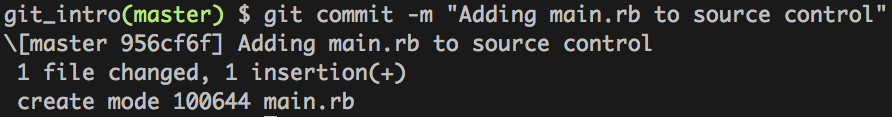 git_intro(master) $ git commit -m "Adding main.rb to source control"
\[master 956cf6f] Adding main.rb to source control
 1 file changed, 1 insertion(+)
 create mode 100644 main.rb